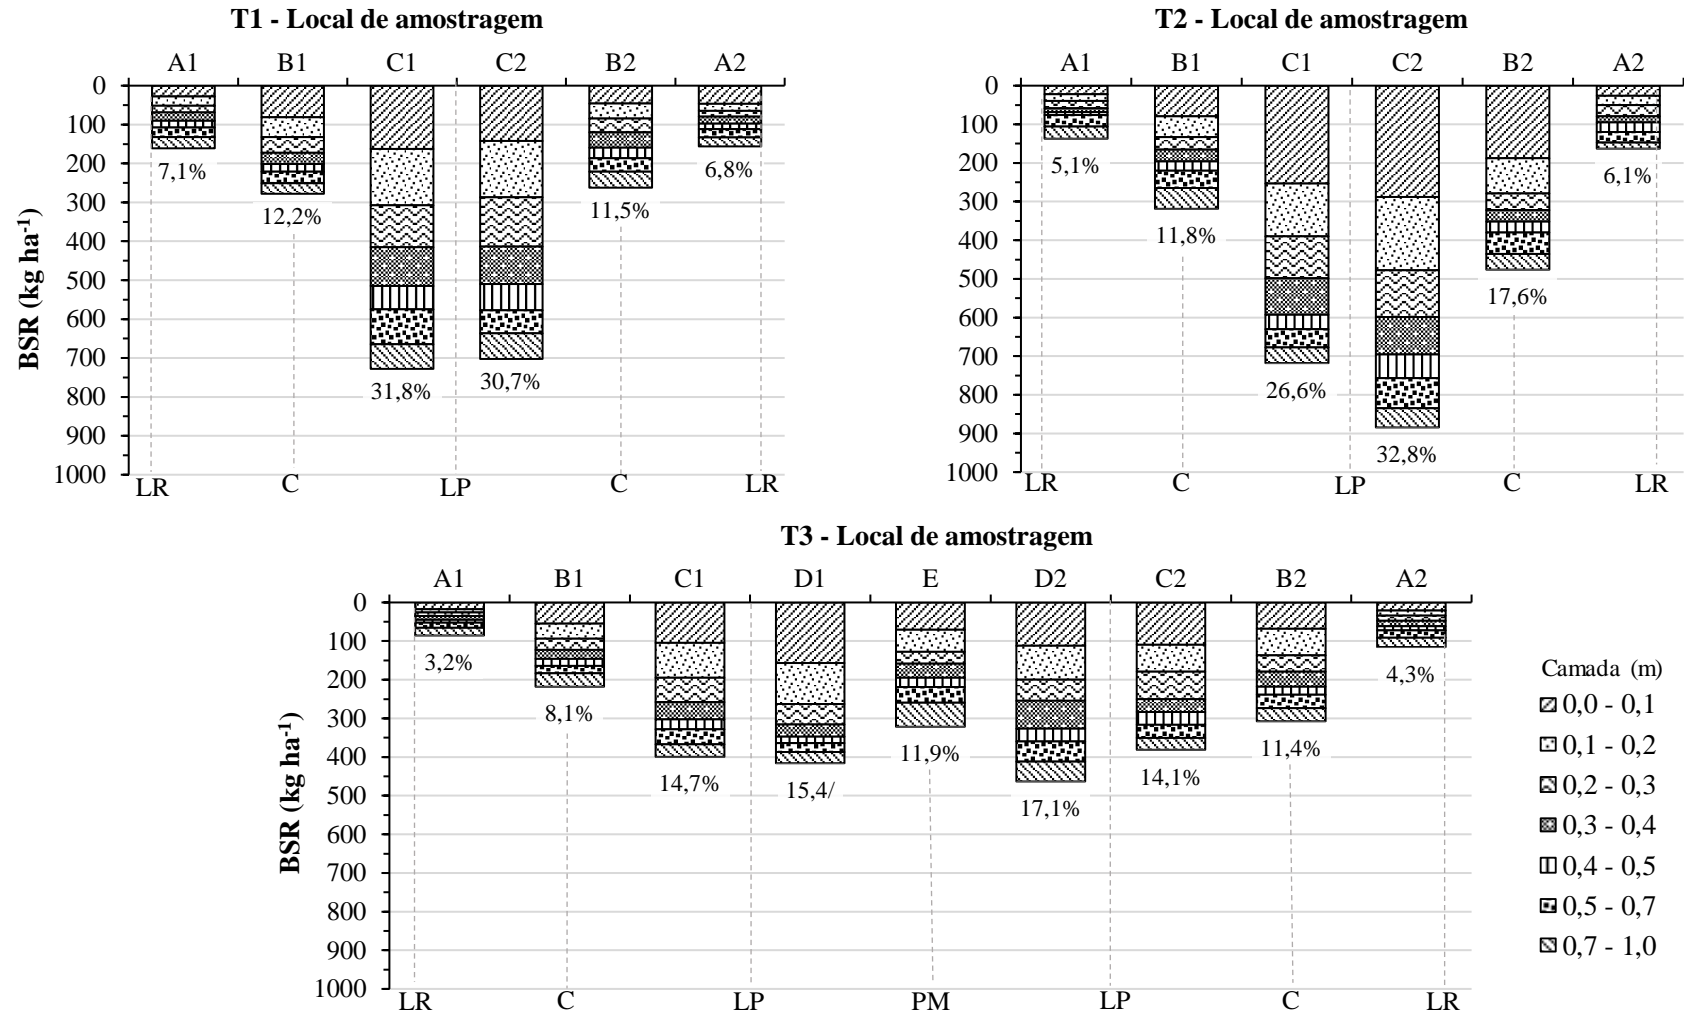 T1 - Local de amostragem
A1 B1 C1 C2 B2 A2
0
100
200
300
400
500
600
700
800
900
1000
BSR (kg ha-1)
7,1%
12,2%
31,8%
30,7%
11,5%
6,8%
LR C LP C LR
T2 - Local de amostragem
A1 B1 C1 C2 B2 A2
0
100
200
300
400
500
600
700
800
900
1000
5,1%
11,8%
26,6%
32,8%
17,6%
6,1%
LR C LP C LR
T3 - Local de amostragem
A1 B1 C1 D1 E D2 C2 B2 A2
0
100
200
300
400
500
600
700
800
900
1000
BSR (kg ha-1)
3,2%
8,1%
14,7%
15,4/
11,9%
17,1%
14,1%
11,4%
4,3%
LR C LP PM LP C LR
Camada (m)
0,0 - 0,1
0,1 - 0,2
0,2 - 0,3
0,3 - 0,4
0,4 - 0,5
0,5 - 0,7
0,7 - 1,0